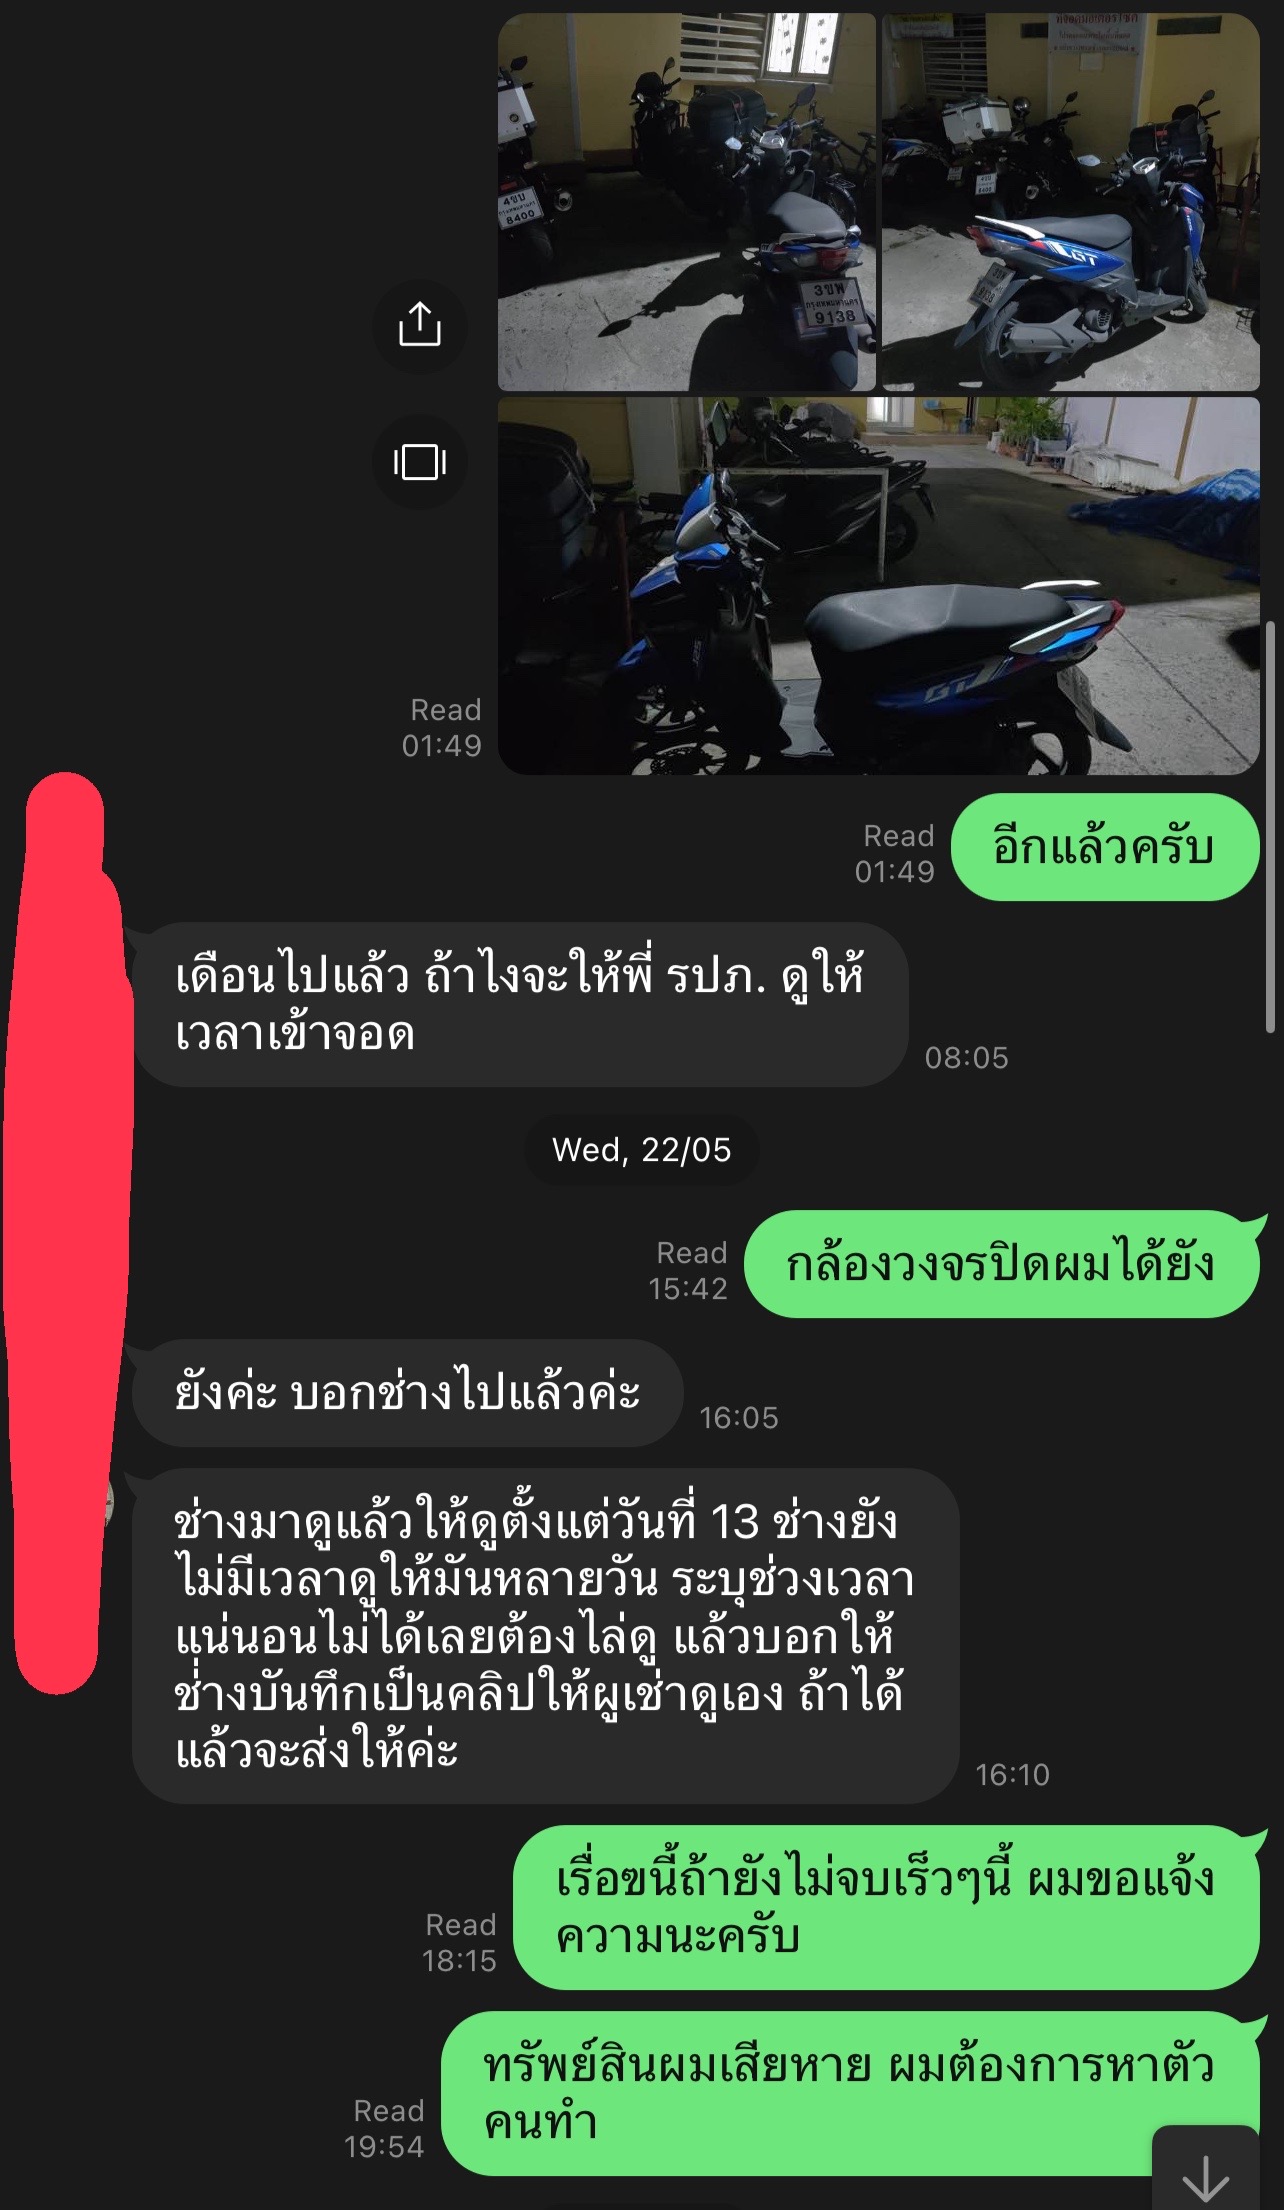 4ขบ
8400
3ขพ
กรุงเทพมหานคร
9138
GT
GT
Read
01:49
อีกแล้วครับ
Read
01:49
เดือนไปแล้ว ถ้าไงจะให้พี่ รปภ. ดูให้
เวลาเข้าจอด
08:05
Wed, 22/05
กล้องวงจรปิดผมได้ยัง
Read
15:42
ยังค่ะ บอกช่างไปแล้วค่ะ
16:05
ช่างมาดูแล้วให้ดูตั้งแต่วันที่ 13 ช่างยัง
ไม่มีเวลาดูให้มันหลายวัน ระบุช่วงเวลา
แน่นอนไม่ได้เลยต้องไล่ดู แล้วบอกให้
ช่างบันทึกเป็นคลิปให้ผูเช่าดูเอง ถ้าได้
แล้วจะส่งให้ค่ะ
16:10
เรื่อฃนี้ถ้ายังไม่จบเร็วๆนี้ ผมขอแจ้ง
ความนะครับ
Read
18:15
ทรัพย์สินผมเสียหาย ผมต้องการหาตัว
คนทำ
Read
19:54